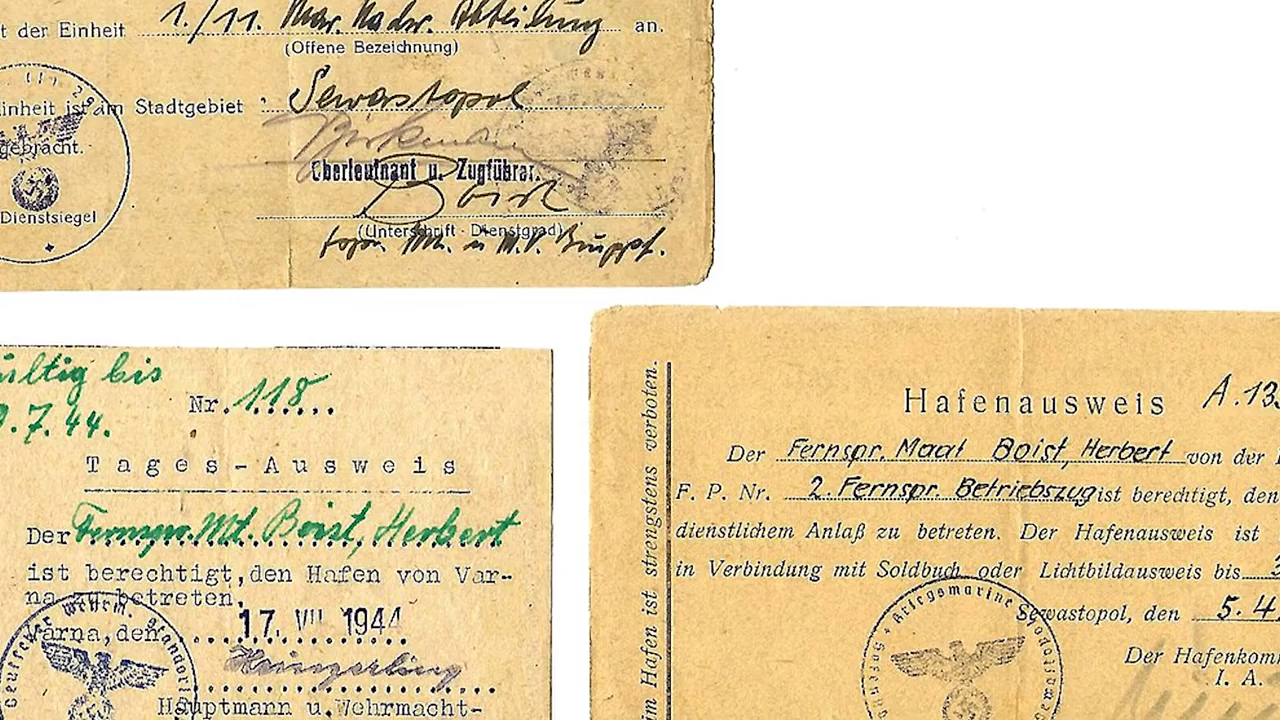 t der Einheit 1./11. Mar. Nachr. Abteilung an.
(Offene Bezeichnung)
Einheit ist im Stadtgebiet Sewastopol
gebracht.
Oberleutnant u. Zugführer.
Boist
Dienstsiegel
(Unterschrift - Dienstgrad)
ültig bis
.7.44.
Nr. 118
Tages-Ausweis
Der Fernspr. Mt. Boist, Herbert
ist berechtigt, den Hafen von Var-
na zu betreten.
Varna, den 17. VII. 1944
Hauptmann u. Wehrmacht-
im Hafen ist strengstens verboten.
Hafenausweis A.13
Der Fernspr. Maat Boist, Herbert von der
F. P. Nr. 2. Fernspr. Betriebszug ist berechtigt, den
dienstlichem Anlaß zu betreten. Der Hafenausweis ist
in Verbindung mit Soldbuch oder Lichtbildausweis bis
Kriegsmarine
Sewastopol, den 5.4
Der Hafenkom
I. A.